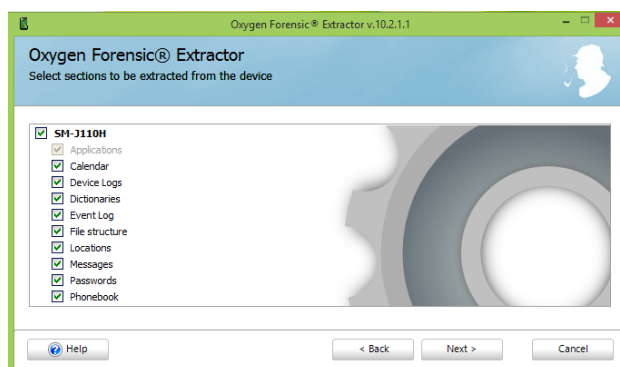 Oxygen Forensic® Extractor v.10.2.1.1
Oxygen Forensic® Extractor
Select sections to be extracted from the device
SM-J110H
Applications
Calendar
Device Logs
Dictionaries
Event Log
File structure
Locations
Messages
Passwords
Phonebook
Help
< Back
Next >
Cancel